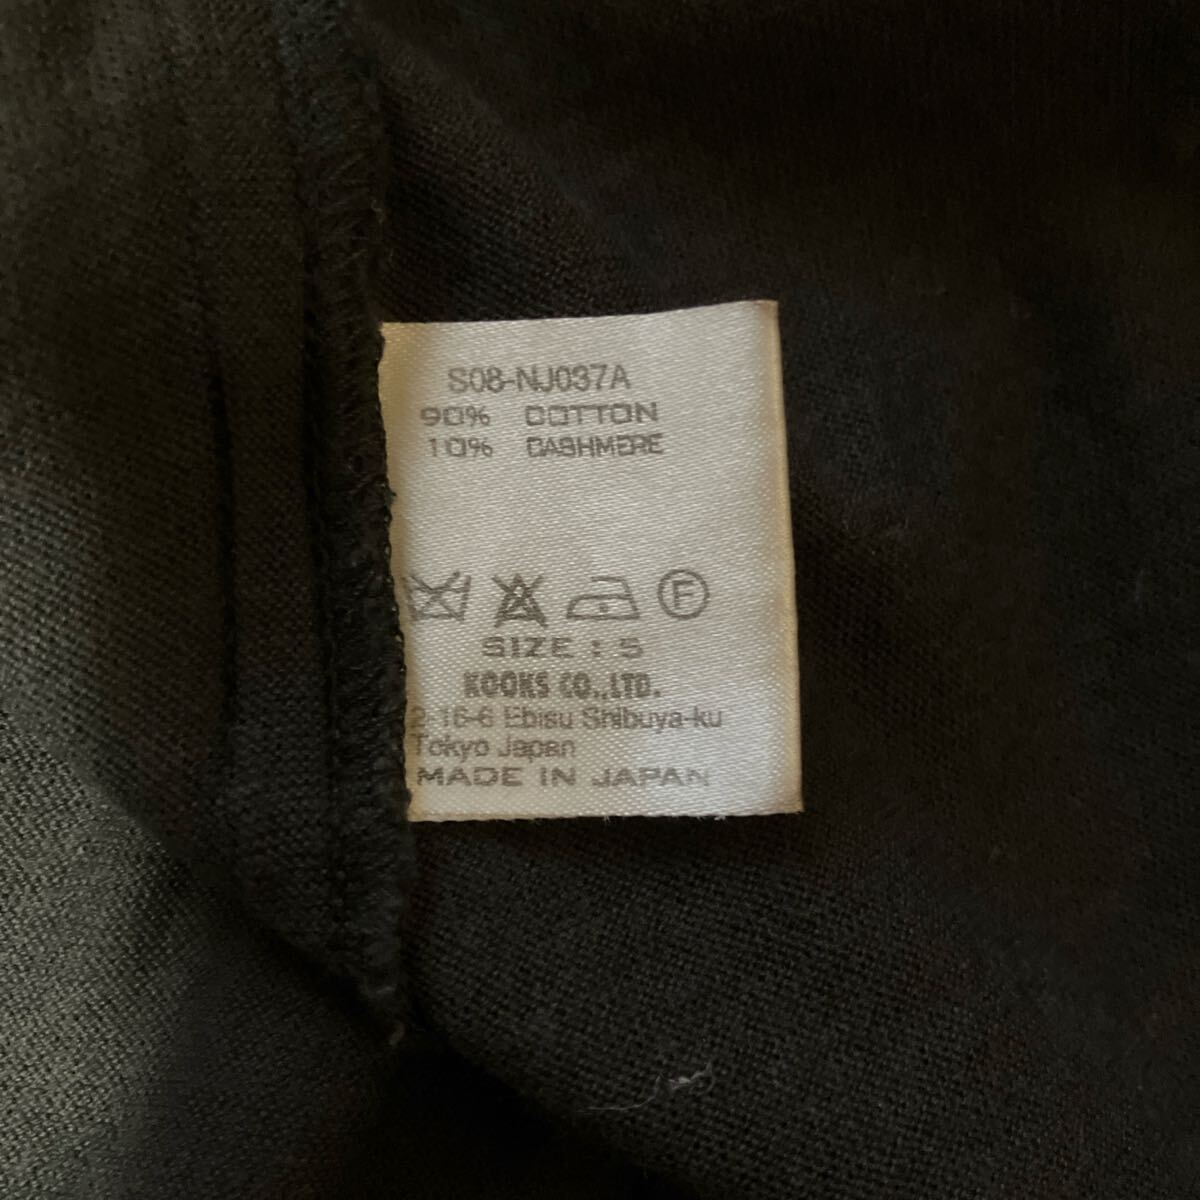 S08-NJ037A
90% COTTON
10% CASHMERE
F
SIZE : S
KOOKS CO.,LTD.
2-16-6 Ebisu Shibuya-ku
Tokyo Japan
MADE IN JAPAN